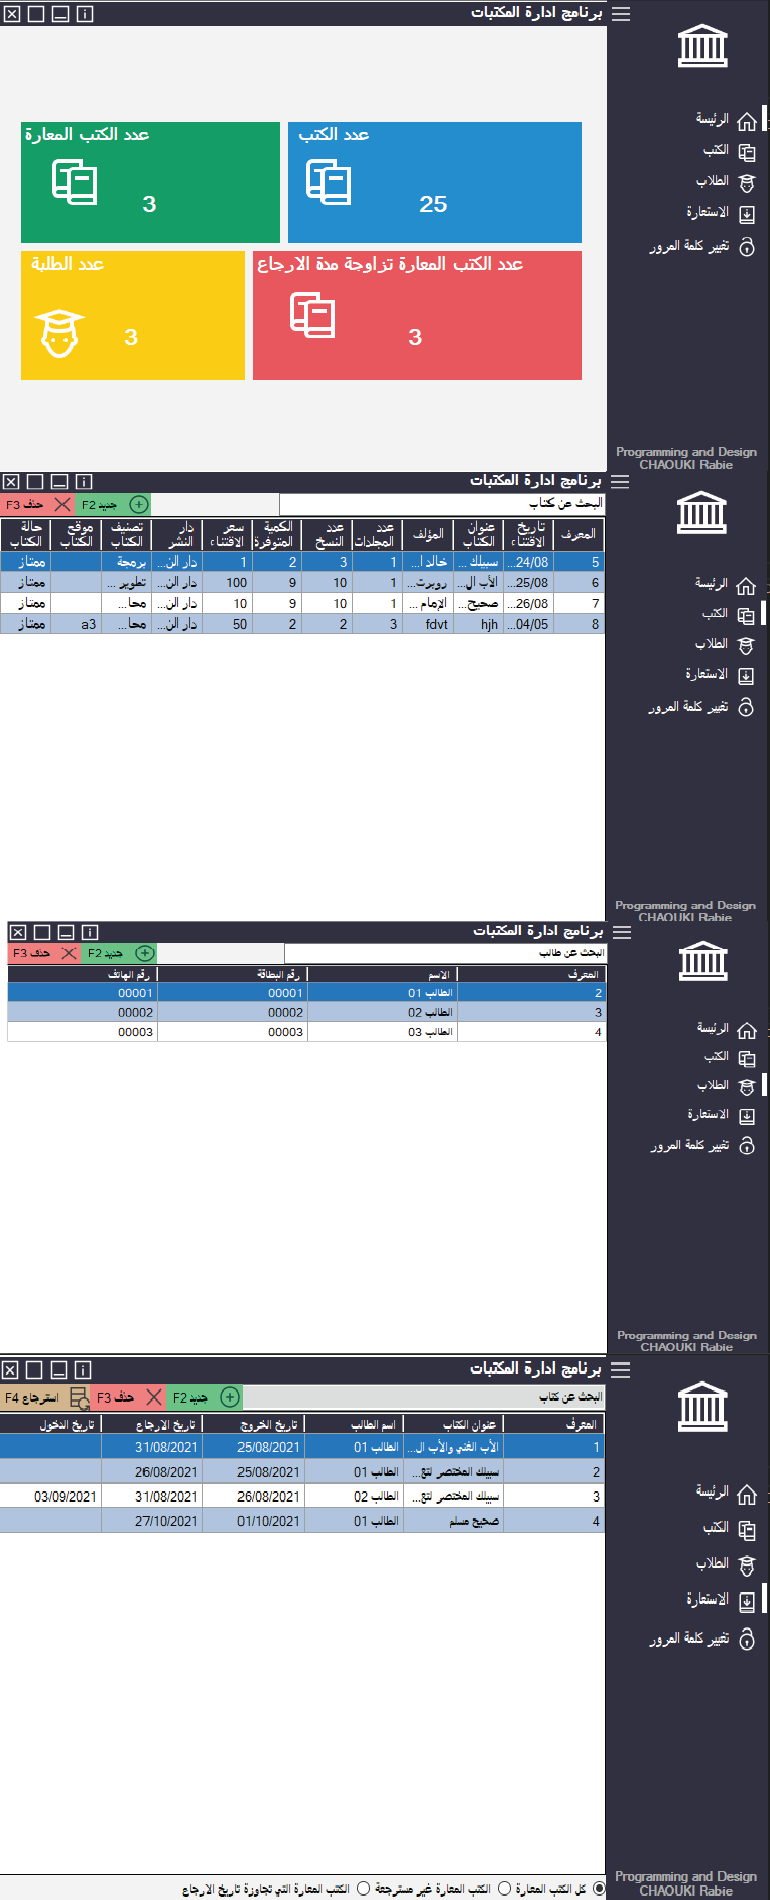 برنامج ادارة المكتبات
الرئيسة
الكتب
الطلاب
الاستعارة
تغيير كلمة المرور
عدد الكتب
25
عدد الكتب المعارة
3
عدد الكتب المعارة تزاوجة مدة الارجاع
3
عدد الطلبة
3
Programming and Design
CHAOUKI Rabie
برنامج ادارة المكتبات
البحث عن كتاب
جديد F2
حذف F3
المعرف تاريخ الاقتناء عنوان الكتاب المؤلف عدد المجلدات عدد النسخ الكمية المتوفرة سعر الاقتناء دار النشر تصنيف الكتاب موقع الكتاب حالة الكتاب
5 24/08... سبيلك ... خالد ا... 1 3 2 1 دار الن... برمجة ممتاز
6 25/08... الأب ال... روبرت... 1 10 9 100 دار الن... تطوير ... ممتاز
7 26/08... صحيح... الإمام ... 1 10 9 10 دار الن... محا... ممتاز
8 04/05... hjh fdvt 3 2 2 50 دار الن... محا... a3 ممتاز
الرئيسة
الكتب
الطلاب
الاستعارة
تغيير كلمة المرور
Programming and Design
CHAOUKI Rabie
برنامج ادارة المكتبات
البحث عن طالب
جديد F2
حذف F3
المعرف الاسم رقم البطاقة رقم الهاتف
2 الطالب 01 00001 00001
3 الطالب 02 00002 00002
4 الطالب 03 00003 00003
الرئيسة
الكتب
الطلاب
الاستعارة
تغيير كلمة المرور
Programming and Design
CHAOUKI Rabie
برنامج ادارة المكتبات
البحث عن كتاب
جديد F2
حذف F3
استرجاع F4
المعرف عنوان الكتاب اسم الطالب تاريخ الخروج تاريخ الارجاع تاريخ الدخول
1 الأب الغني والأب ال... الطالب 01 25/08/2021 31/08/2021
2 سبيلك المختصر لتع... الطالب 01 25/08/2021 26/08/2021
3 سبيلك المختصر لتع... الطالب 02 26/08/2021 31/08/2021 03/09/2021
4 صحيح مسلم الطالب 01 01/10/2021 27/10/2021
الرئيسة
الكتب
الطلاب
الاستعارة
تغيير كلمة المرور
Programming and Design
CHAOUKI Rabie
كل الكتب المعارة
الكتب المعارة غير مسترجعة
الكتب المعارة التي تجاوزة تاريخ الارجاع